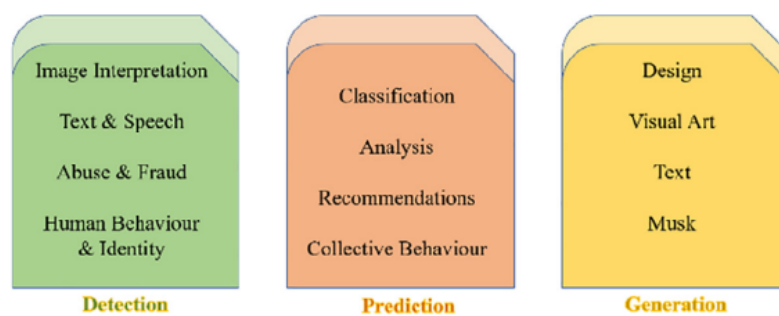 Image Interpretation
Text & Speech
Abuse & Fraud
Human Behaviour
& Identity
Detection
Classification
Analysis
Recommendations
Collective Behaviour
Prediction
Design
Visual Art
Text
Musk
Generation